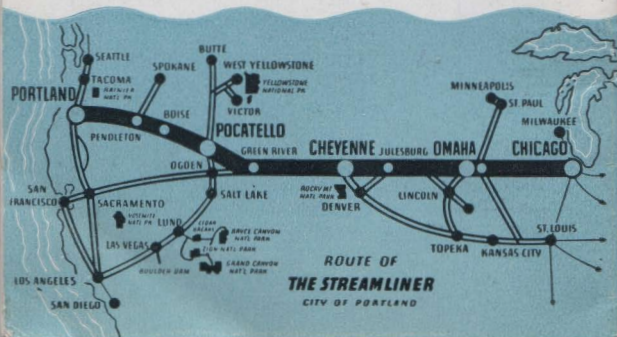 SEATTLE
TACOMA
RAINIER
NAT'L PK
SPOKANE
BUTTE
WEST YELLOWSTONE
YELLOWSTONE
NATIONAL PK
VICTOR
PORTLAND
PENDLETON
BOISE
POCATELLO
GREEN RIVER
CHEYENNE
JULESBURG
OMAHA
MINNEAPOLIS
ST. PAUL
MILWAUKEE
CHICAGO
OGDEN
SALT LAKE
ROCKY MT
NATL PARK
DENVER
LINCOLN
SAN
FRANCISCO
SACRAMENTO
YOSEMITE
NATL PK
LUND
CEDAR
BREAKS
BRYCE CANYON
NAT'L PARK
ZION NATL PARK
GRAND CANYON
NAT'L PARK
LAS VEGAS
BOULDER DAM
LOS ANGELES
SAN DIEGO
TOPEKA
KANSAS CITY
ST. LOUIS
ROUTE OF
THE STREAMLINER
CITY OF PORTLAND